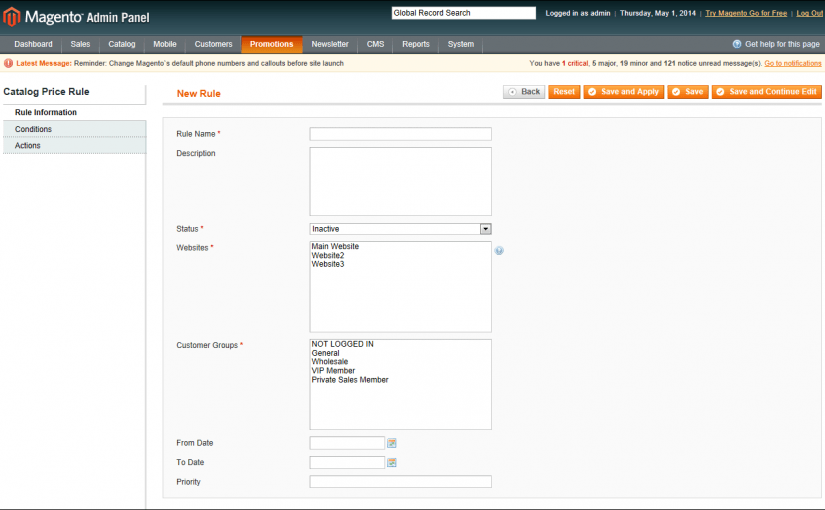 Magento Admin Panel
Global Record Search
Logged in as admin | Thursday, May 1, 2014 | Try Magento Go for Free | Log Out
Dashboard Sales Catalog Mobile Customers Promotions Newsletter CMS Reports System
Get help for this page
Latest Message: Reminder: Change Magento's default phone numbers and callouts before site launch
You have 1 critical, 5 major, 19 minor and 121 notice unread message(s). Go to notifications
Catalog Price Rule
Rule Information
Conditions
Actions
New Rule
Back Reset Save and Apply Save Save and Continue Edit
Rule Name *
Description
Status * Inactive
Websites * Main Website
Website2
Website3
Customer Groups * NOT LOGGED IN
General
Wholesale
VIP Member
Private Sales Member
From Date
To Date
Priority